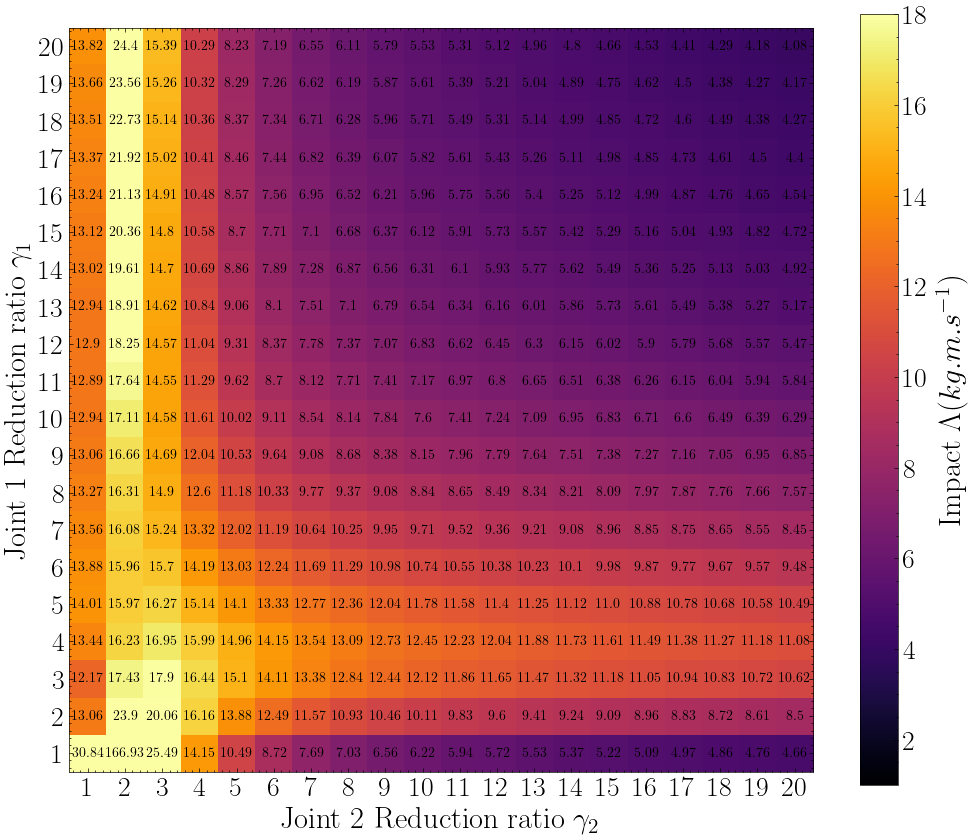 20 13.82 24.4 15.39 10.29 8.23 7.19 6.55 6.11 5.79 5.53 5.31 5.12 4.96 4.8 4.66 4.53 4.41 4.29 4.18 4.08
19 13.66 23.56 15.26 10.32 8.29 7.26 6.62 6.19 5.87 5.61 5.39 5.21 5.04 4.89 4.75 4.62 4.5 4.38 4.27 4.17
18 13.51 22.73 15.14 10.36 8.37 7.34 6.71 6.28 5.96 5.71 5.49 5.31 5.14 4.99 4.85 4.72 4.6 4.49 4.38 4.27
17 13.37 21.92 15.02 10.41 8.46 7.44 6.82 6.39 6.07 5.82 5.61 5.43 5.26 5.11 4.98 4.85 4.73 4.61 4.5 4.4
16 13.24 21.13 14.91 10.48 8.57 7.56 6.95 6.52 6.21 5.96 5.75 5.56 5.4 5.25 5.12 4.99 4.87 4.76 4.65 4.54
15 13.12 20.36 14.8 10.58 8.7 7.71 7.1 6.68 6.37 6.12 5.91 5.73 5.57 5.42 5.29 5.16 5.04 4.93 4.82 4.72
14 13.02 19.61 14.7 10.69 8.86 7.89 7.28 6.87 6.56 6.31 6.1 5.93 5.77 5.62 5.49 5.36 5.25 5.13 5.03 4.92
13 12.94 18.91 14.62 10.84 9.06 8.1 7.51 7.1 6.79 6.54 6.34 6.16 6.01 5.86 5.73 5.61 5.49 5.38 5.27 5.17
12 12.9 18.25 14.57 11.04 9.31 8.37 7.78 7.37 7.07 6.83 6.62 6.45 6.3 6.15 6.02 5.9 5.79 5.68 5.57 5.47
11 12.89 17.64 14.55 11.29 9.62 8.7 8.12 7.71 7.41 7.17 6.97 6.8 6.65 6.51 6.38 6.26 6.15 6.04 5.94 5.84
10 12.94 17.11 14.58 11.61 10.02 9.11 8.54 8.14 7.84 7.6 7.41 7.24 7.09 6.95 6.83 6.71 6.6 6.49 6.39 6.29
9 13.06 16.66 14.69 12.04 10.53 9.64 9.08 8.68 8.38 8.15 7.96 7.79 7.64 7.51 7.38 7.27 7.16 7.05 6.95 6.85
8 13.27 16.31 14.9 12.6 11.18 10.33 9.77 9.37 9.08 8.84 8.65 8.49 8.34 8.21 8.09 7.97 7.87 7.76 7.66 7.57
7 13.56 16.08 15.24 13.32 12.02 11.19 10.64 10.25 9.95 9.71 9.52 9.36 9.21 9.08 8.96 8.85 8.75 8.65 8.55 8.45
6 13.88 15.96 15.7 14.19 13.03 12.24 11.69 11.29 10.98 10.74 10.55 10.38 10.23 10.1 9.98 9.87 9.77 9.67 9.57 9.48
5 14.01 15.97 16.27 15.14 14.1 13.33 12.77 12.36 12.04 11.78 11.58 11.4 11.25 11.12 11.0 10.88 10.78 10.68 10.58 10.49
4 13.44 16.23 16.95 15.99 14.96 14.15 13.54 13.09 12.73 12.45 12.23 12.04 11.88 11.73 11.61 11.49 11.38 11.27 11.18 11.08
3 12.17 17.43 17.9 16.44 15.1 14.11 13.38 12.84 12.44 12.12 11.86 11.65 11.47 11.32 11.18 11.05 10.94 10.83 10.72 10.62
2 13.06 23.9 20.06 16.16 13.88 12.49 11.57 10.93 10.46 10.11 9.83 9.6 9.41 9.24 9.09 8.96 8.83 8.72 8.61 8.5
1 30.84 166.93 25.49 14.15 10.49 8.72 7.69 7.03 6.56 6.22 5.94 5.72 5.53 5.37 5.22 5.09 4.97 4.86 4.76 4.66
1 2 3 4 5 6 7 8 9 10 11 12 13 14 15 16 17 18 19 20
Joint 2 Reduction ratio γ₂
Joint 1 Reduction ratio γ₁
18
16
14
12
10
8
6
4
2
Impact Λ(kg.m.s⁻¹)